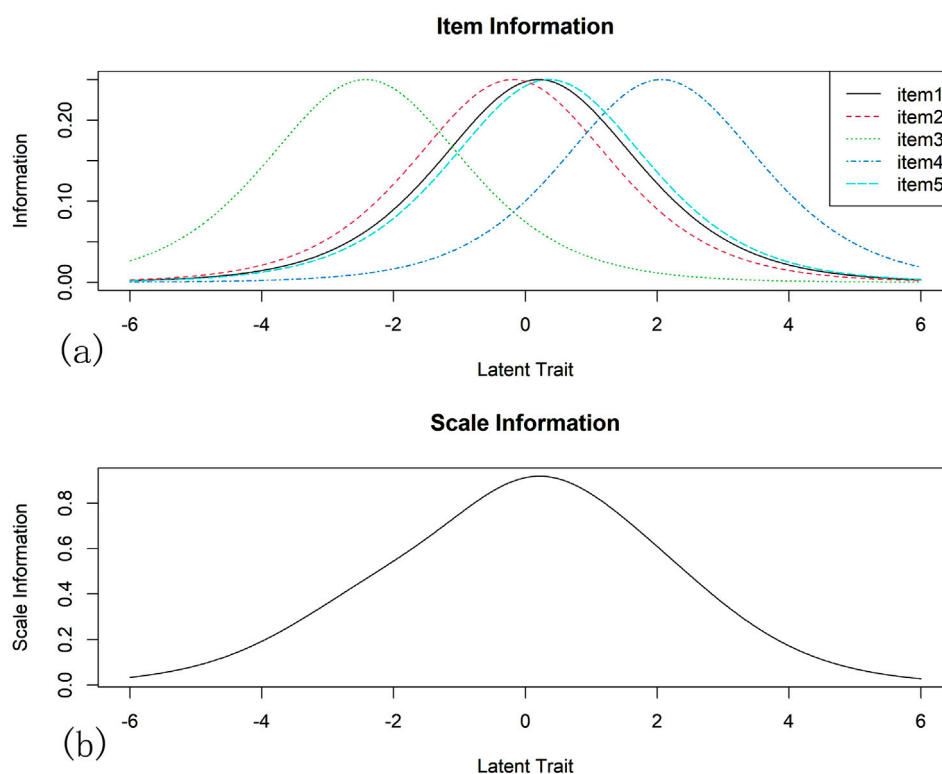 Item Information
Information
0.20
0.10
0.00
item1
item2
item3
item4
item5
-6 -4 -2 0 2 4 6
(a)
Latent Trait
Scale Information
Scale Information
0.8
0.6
0.4
0.2
0.0
-6 -4 -2 0 2 4 6
(b)
Latent Trait